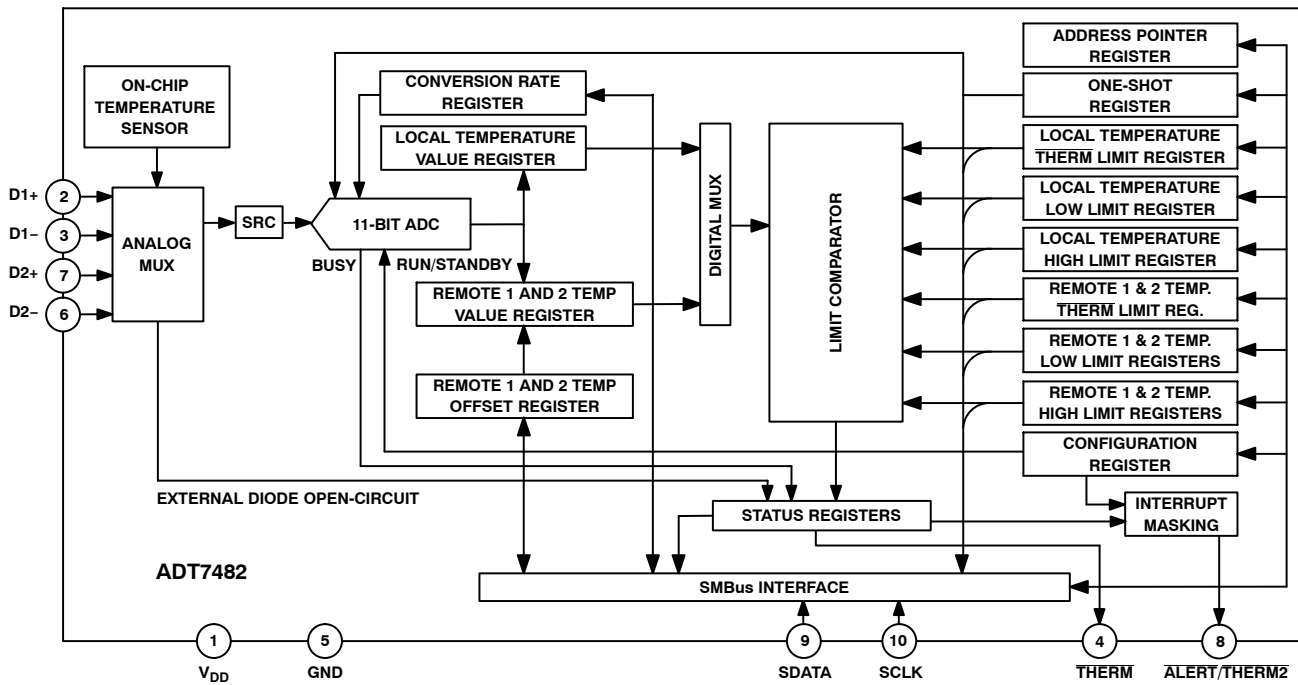 ADDRESS POINTER
REGISTER
ON-CHIP
TEMPERATURE
SENSOR
CONVERSION RATE
REGISTER
ONE-SHOT
REGISTER
LOCAL TEMPERATURE
VALUE REGISTER
LOCAL TEMPERATURE
THERM LIMIT REGISTER
D1+
2
D1−
3
D2+
7
D2−
6
ANALOG
MUX
SRC
11-BIT ADC
BUSY
RUN/STANDBY
DIGITAL MUX
LIMIT COMPARATOR
LOCAL TEMPERATURE
LOW LIMIT REGISTER
LOCAL TEMPERATURE
HIGH LIMIT REGISTER
REMOTE 1 AND 2 TEMP
VALUE REGISTER
REMOTE 1 & 2 TEMP.
THERM LIMIT REG.
REMOTE 1 & 2 TEMP.
LOW LIMIT REGISTERS
REMOTE 1 AND 2 TEMP
OFFSET REGISTER
REMOTE 1 & 2 TEMP.
HIGH LIMIT REGISTERS
CONFIGURATION
REGISTER
EXTERNAL DIODE OPEN-CIRCUIT
STATUS REGISTERS
INTERRUPT
MASKING
ADT7482
SMBus INTERFACE
1
5
9
10
4
8
VDD
GND
SDATA
SCLK
THERM
ALERT/THERM2